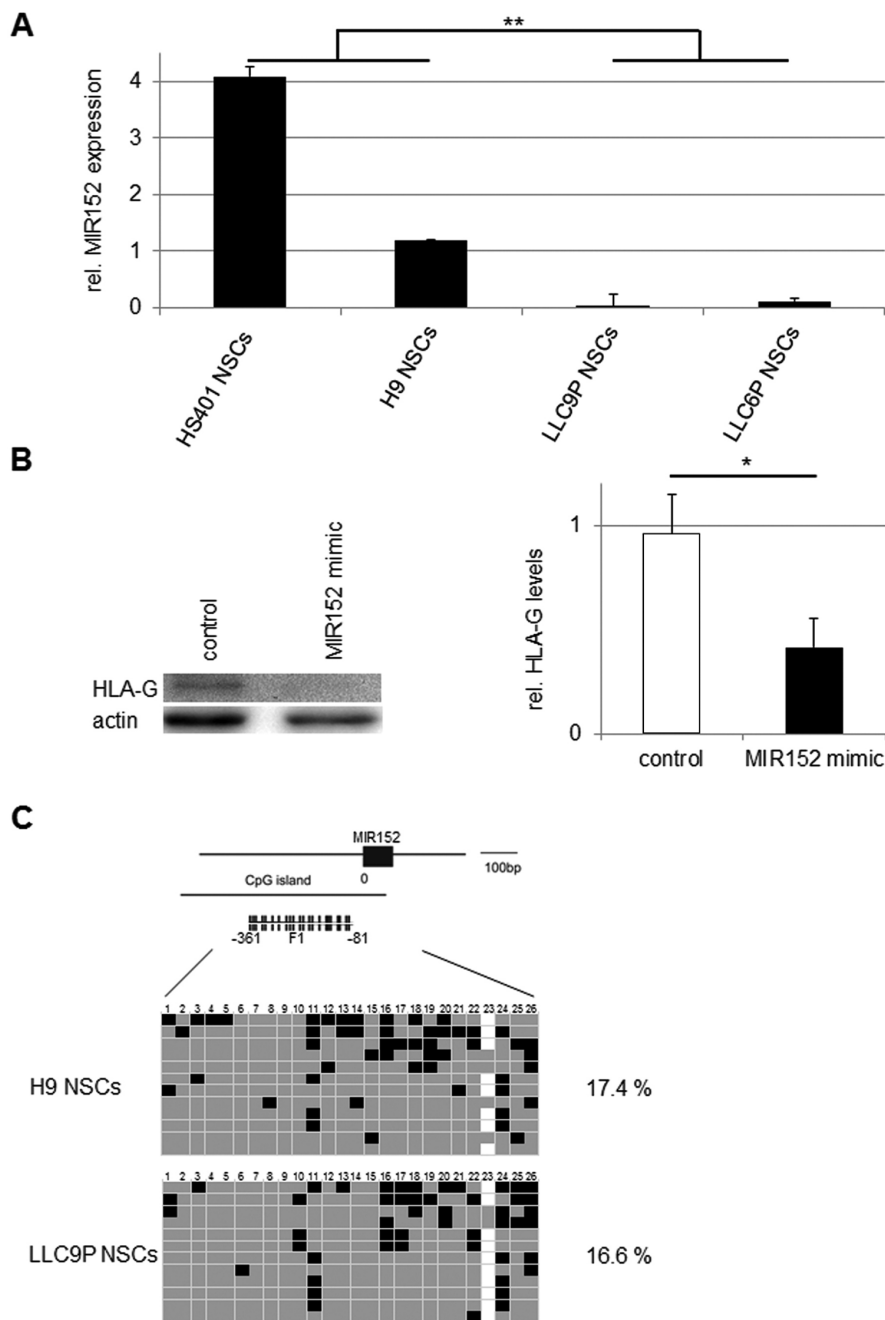 A
**
rel. MIR152 expression
4
3
2
1
0
HS401 NSCs
H9 NSCs
LLC9P NSCs
LLC6P NSCs
B
control
MIR152 mimic
HLA-G
actin
*
rel. HLA-G levels
1
0
control
MIR152 mimic
C
MIR152
0
100bp
CpG island
-361
F1
-81
1 2 3 4 5 6 7 8 9 10 11 12 13 14 15 16 17 18 19 20 21 22 23 24 25 26
H9 NSCs
17.4 %
1 2 3 4 5 6 7 8 9 10 11 12 13 14 15 16 17 18 19 20 21 22 23 24 25 26
LLC9P NSCs
16.6 %